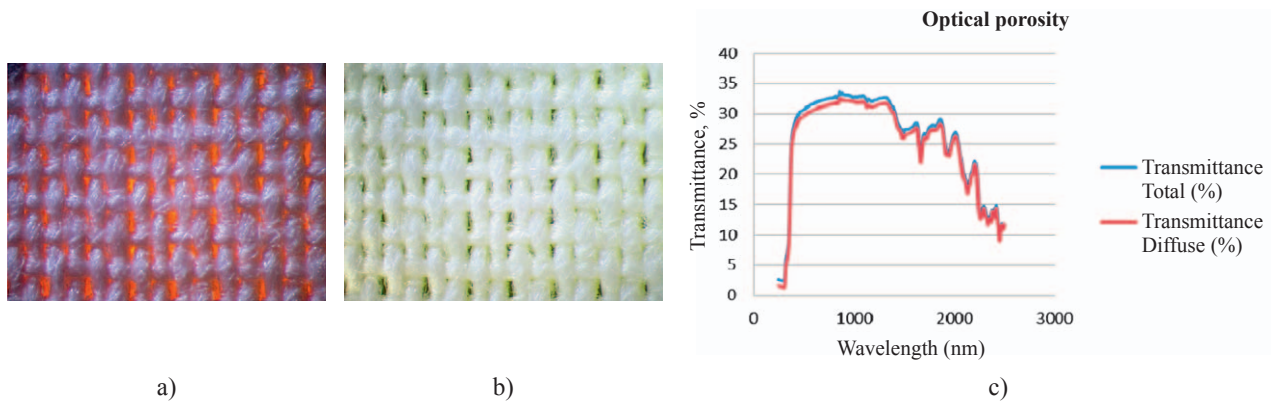 Optical porosity
Transmittance, %
40
35
30
25
20
15
10
5
0
0 1000 2000 3000
Wavelength (nm)
Transmittance
Total (%)
Transmittance
Diffuse (%)
a) b) c)